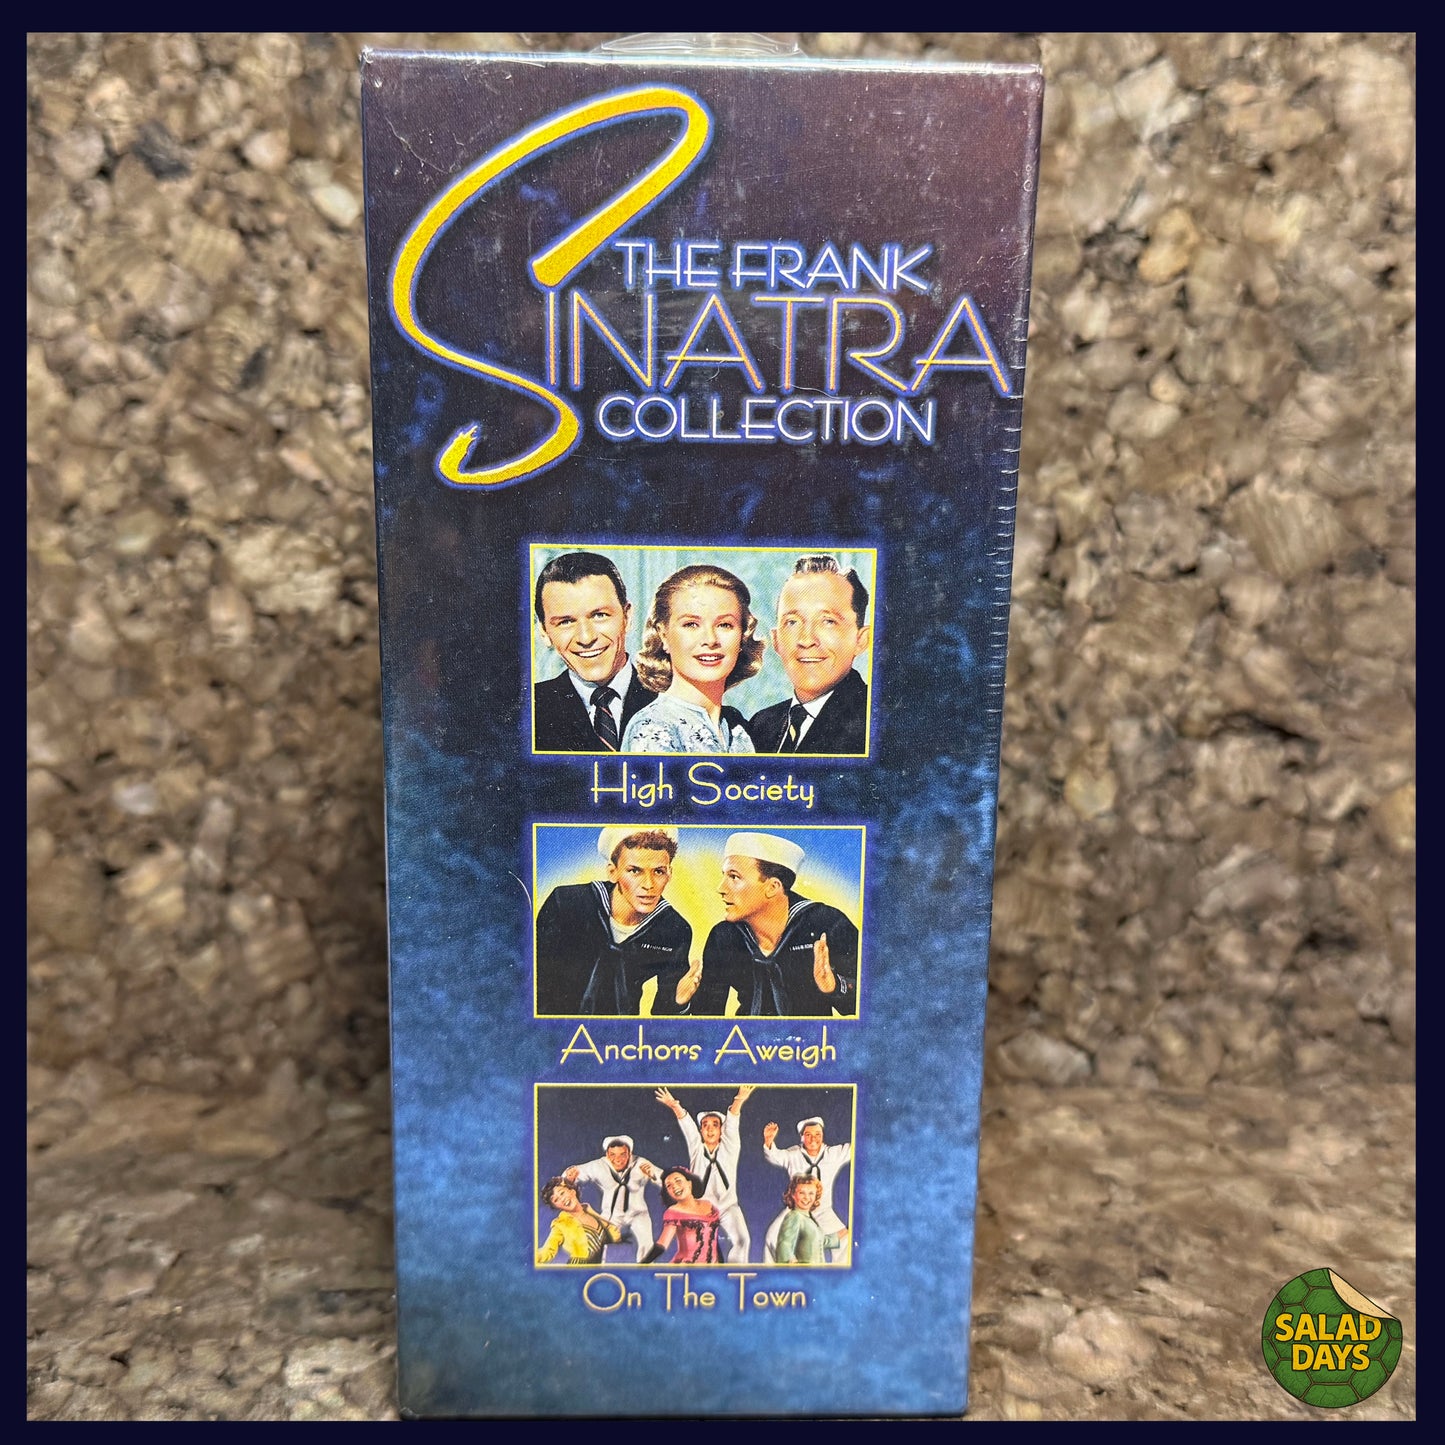 THE FRANK
SINATRA
COLLECTION
High Society
Anchors Aweigh
On The Town
SALAD
DAYS